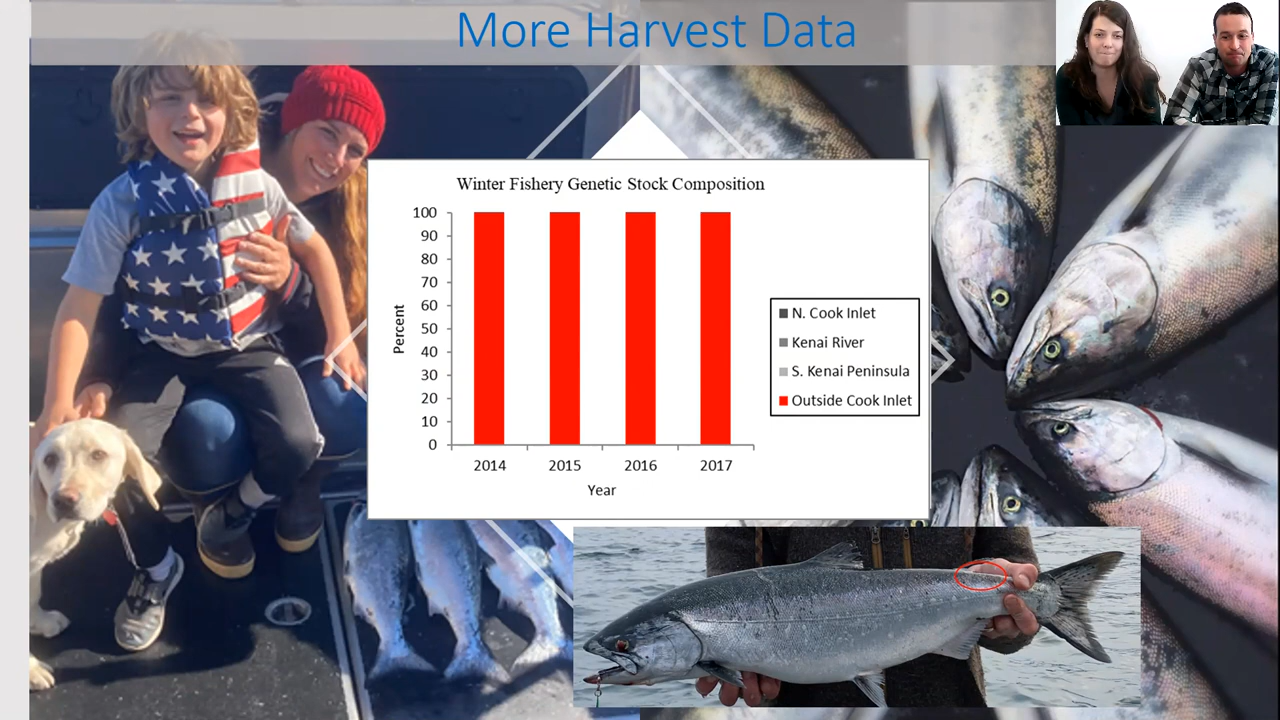 More Harvest Data
Winter Fishery Genetic Stock Composition
100
90
80
70
60
50
40
30
20
10
0
Percent
2014 2015 2016 2017
Year
N. Cook Inlet
Kenai River
S. Kenai Peninsula
Outside Cook Inlet